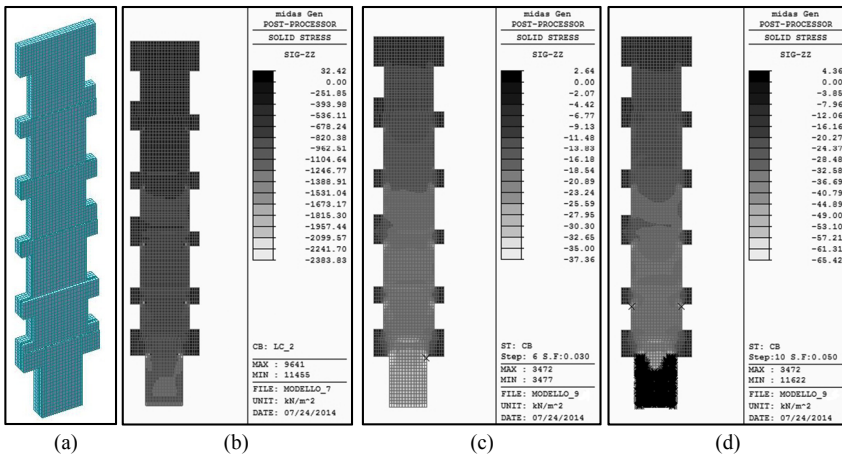 midas Gen
POST-PROCESSOR
SOLID STRESS
SIG-ZZ
32.42
0.00
-251.85
-393.98
-536.11
-678.24
-820.38
-962.51
-1104.64
-1246.77
-1388.91
-1531.04
-1673.17
-1815.30
-1957.44
-2099.57
-2241.70
-2383.83
CB: LC_2
MAX : 9641
MIN : 11455
FILE: MODELLO_7
UNIT: kN/m^2
DATE: 07/24/2014
midas Gen
POST-PROCESSOR
SOLID STRESS
SIG-ZZ
2.64
0.00
-2.07
-4.42
-6.77
-9.13
-11.48
-13.83
-16.18
-18.54
-20.89
-23.24
-25.59
-27.95
-30.30
-32.65
-35.00
-37.36
ST: CB
Step: 6 S.F:0.030
MAX : 3472
MIN : 3477
FILE: MODELLO_9
UNIT: kN/m^2
DATE: 07/24/2014
midas Gen
POST-PROCESSOR
SOLID STRESS
SIG-ZZ
4.36
0.00
-3.85
-7.96
-12.06
-16.16
-20.27
-24.37
-28.48
-32.58
-36.69
-40.79
-44.89
-49.00
-53.10
-57.21
-61.31
-65.42
ST: CB
Step:10 S.F:0.050
MAX : 3472
MIN : 11622
FILE: MODELLO_9
UNIT: kN/m^2
DATE: 07/24/2014
(a)
(b)
(c)
(d)